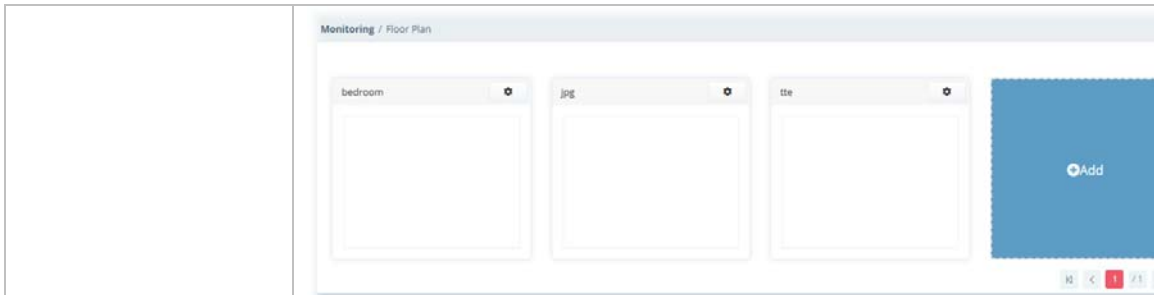 Monitoring / Floor Plan
bedroom
jpg
tte
Add
1 / 1